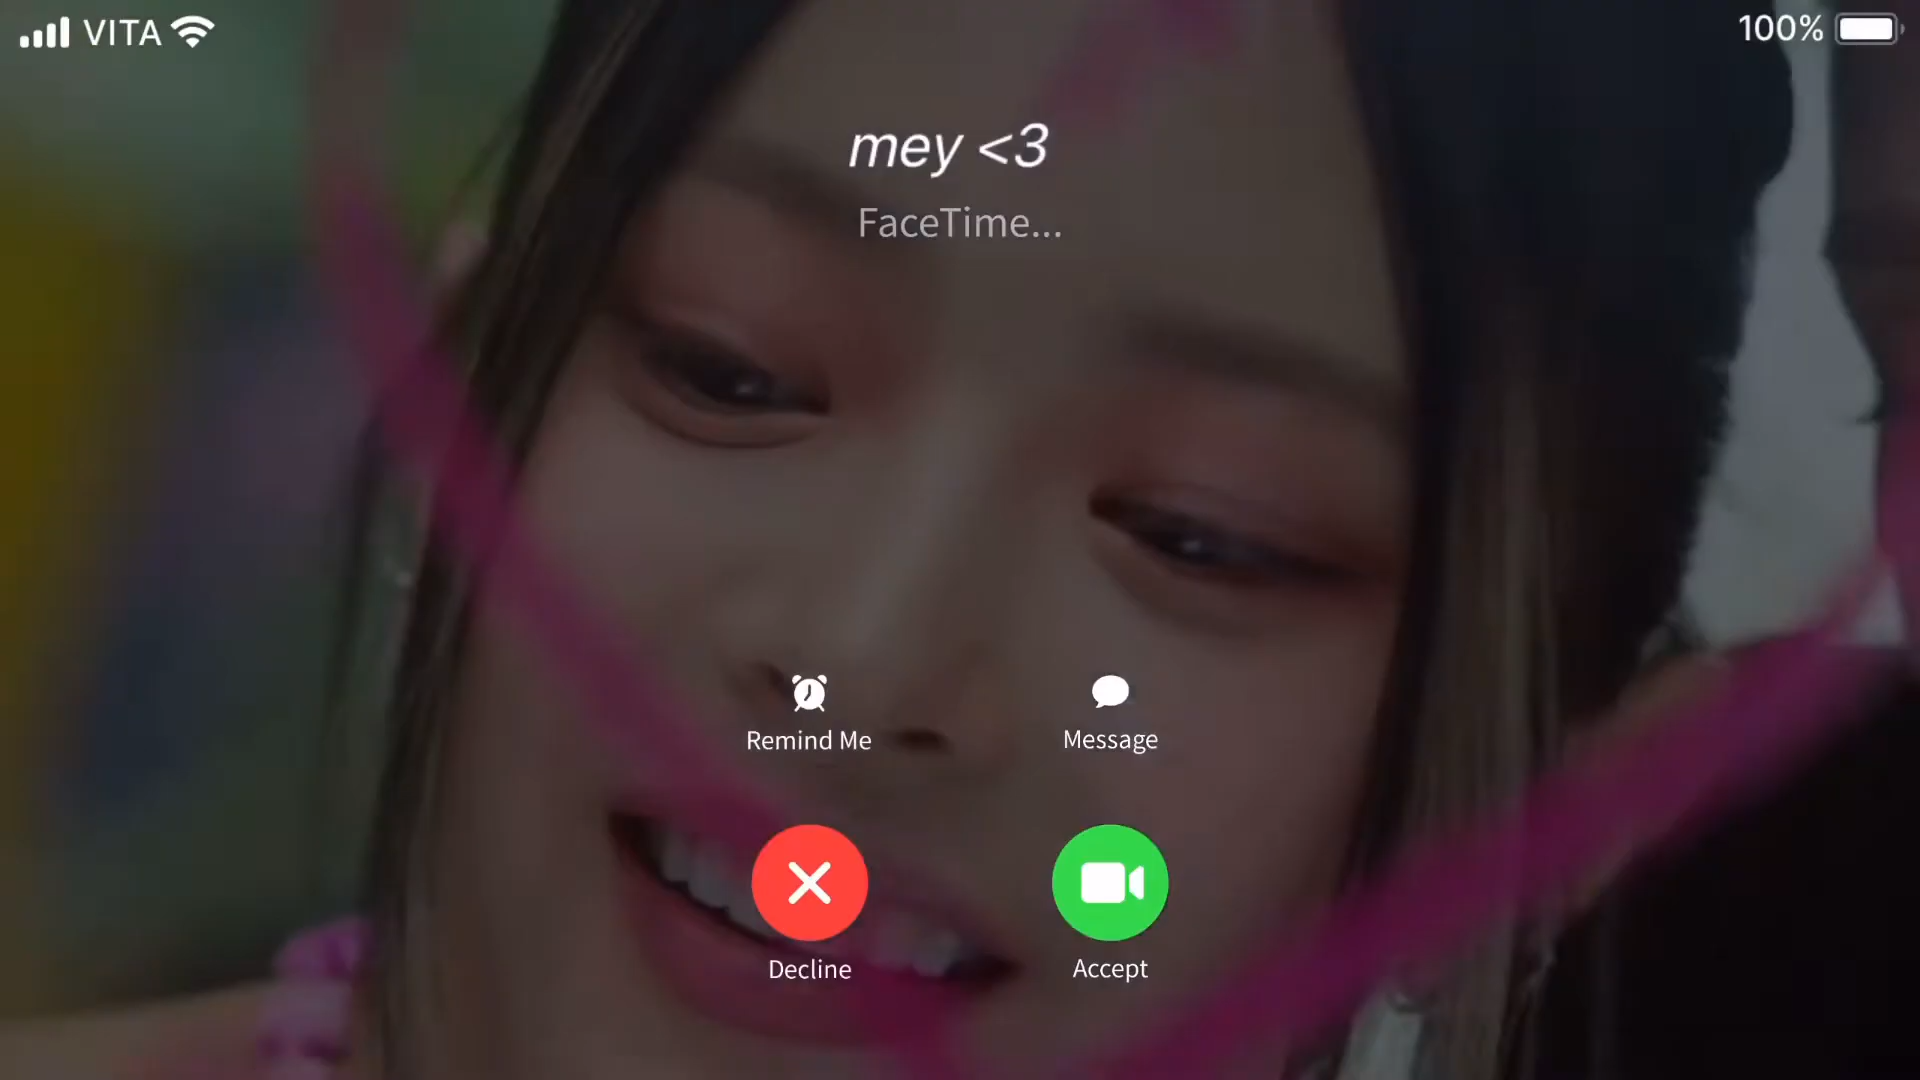 VITA
100%
mey <3
FaceTime...
Remind Me
Message
Decline
Accept